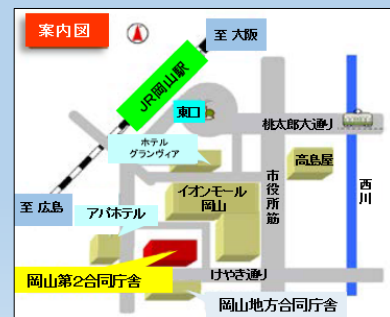 案内図
至 大阪
JR岡山駅
東口
桃太郎大通り
ホテル
グランヴィア
高島屋
市役所筋
西川
イオンモール
岡山
至 広島
アパホテル
岡山第2合同庁舎
けやき通り
岡山地方合同庁舎